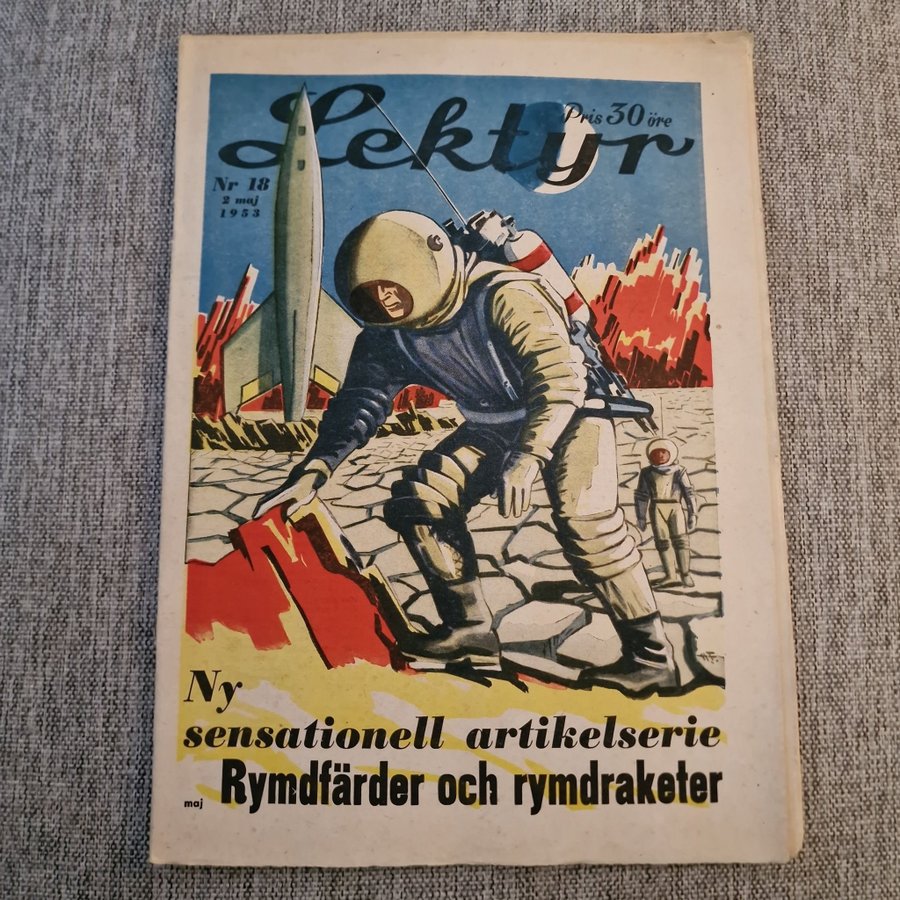 Lektyr
Pris 30 öre
Nr 18
2 maj
1953
Ny
sensationell artikelserie
maj Rymdfärder och rymdraketer